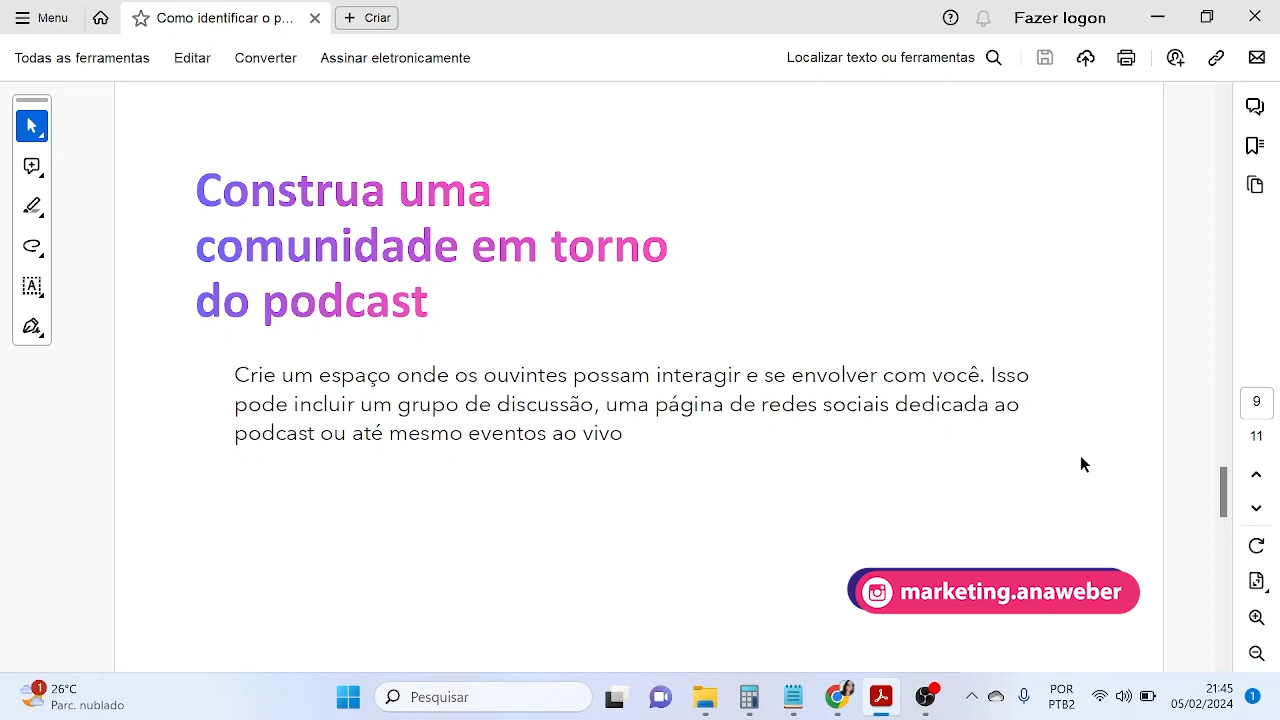 Menu
Como identificar o p...
Criar
Fazer logon
Todas as ferramentas
Editar
Converter
Assinar eletronicamente
Localizar texto ou ferramentas
Construa uma
comunidade em torno
do podcast
Crie um espaço onde os ouvintes possam interagir e se envolver com você. Isso
pode incluir um grupo de discussão, uma página de redes sociais dedicada ao
podcast ou até mesmo eventos ao vivo
9
11
marketing.anaweber
1
26°C
Parc. nublado
Pesquisar
POR
PTB2
21:45
05/02/2024
1